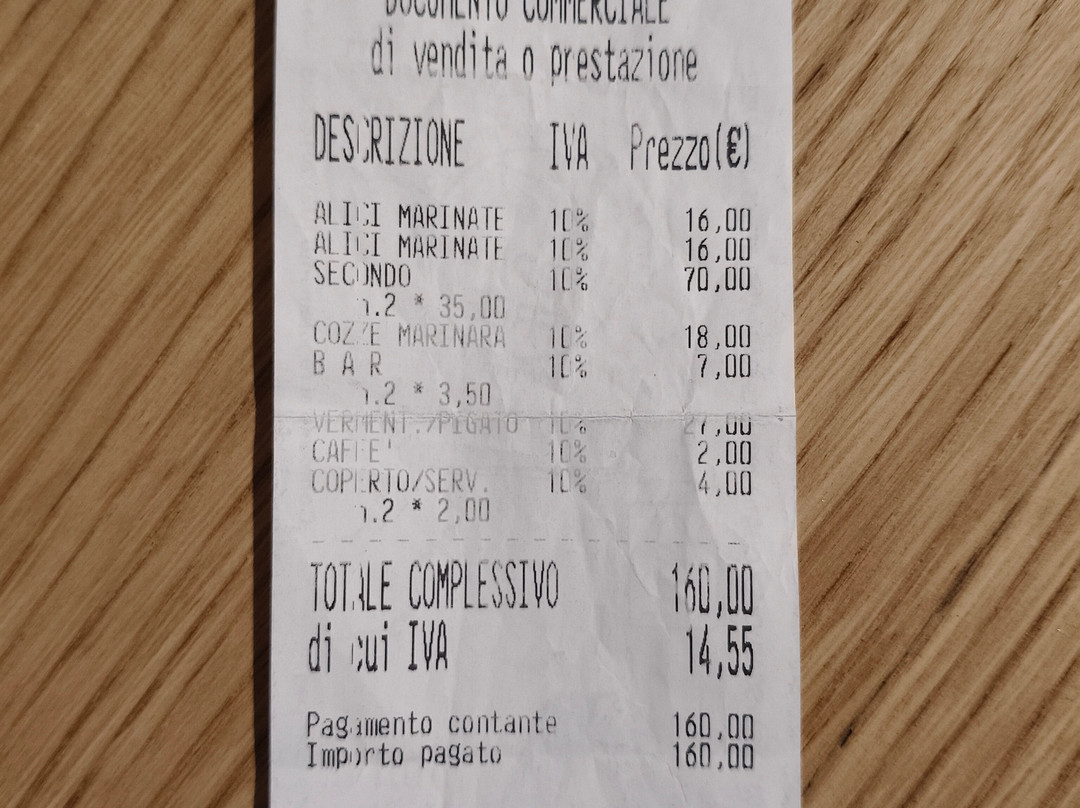 DOCUMENTO COMMERCIALE
di vendita o prestazione
DESCRIZIONE IVA Prezzo(€)
ALICI MARINATE 10% 16,00
ALICI MARINATE 10% 16,00
SECONDO 10% 70,00
n.2 * 35,00
COZZE MARINARA 10% 18,00
B A R 10% 7,00
n.2 * 3,50
VERMENT./PIGATO 10% 27,00
CAFFE' 10% 2,00
COPERTO/SERV. 10% 4,00
n.2 * 2,00
TOTALE COMPLESSIVO 160,00
di cui IVA 14,55
Pagamento contante 160,00
Importo pagato 160,00